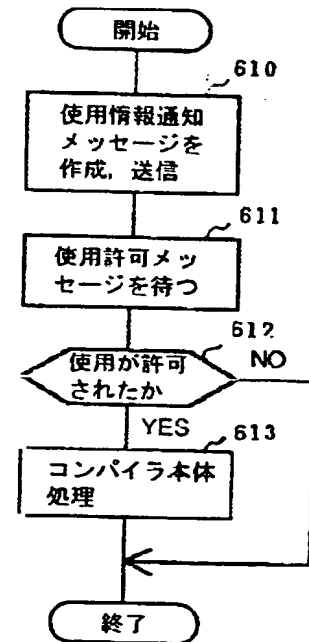 開始
610
使用情報通知
メッセージを
作成，送信
611
使用許可メッ
セージを待つ
612
使用が許可
されたか
NO
YES
613
コンパイラ本体
処理
終了